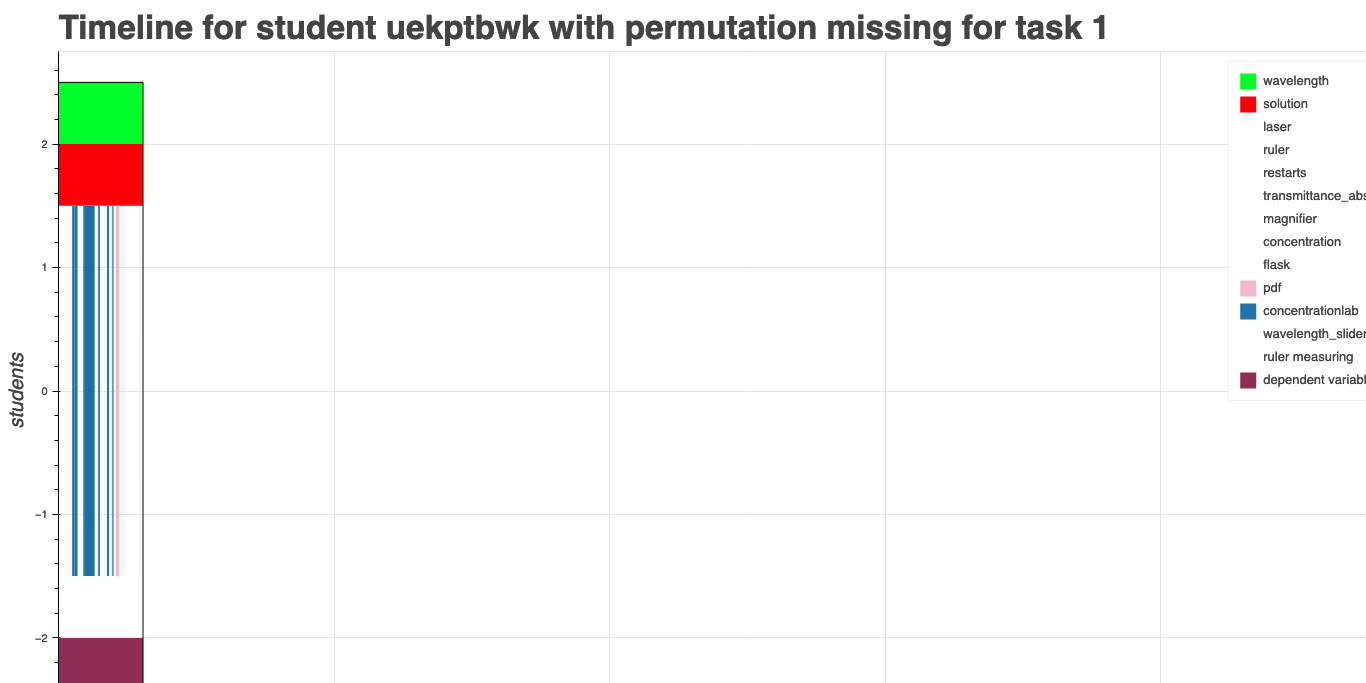 Timeline for student uekptbwk with permutation missing for task 1
students
2
1
0
−1
−2
wavelength
solution
laser
ruler
restarts
transmittance_abs
magnifier
concentration
flask
pdf
concentrationlab
wavelength_slider
ruler measuring
dependent variabl